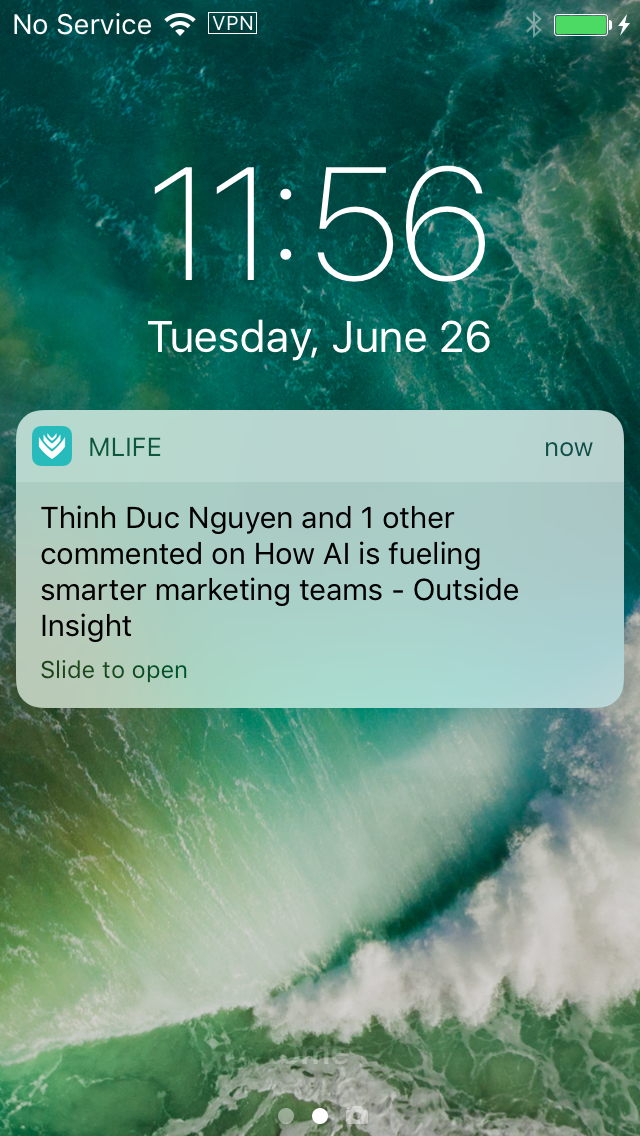 No Service VPN
11:56
Tuesday, June 26
MLIFE now
Thinh Duc Nguyen and 1 other
commented on How AI is fueling
smarter marketing teams - Outside
Insight
Slide to open